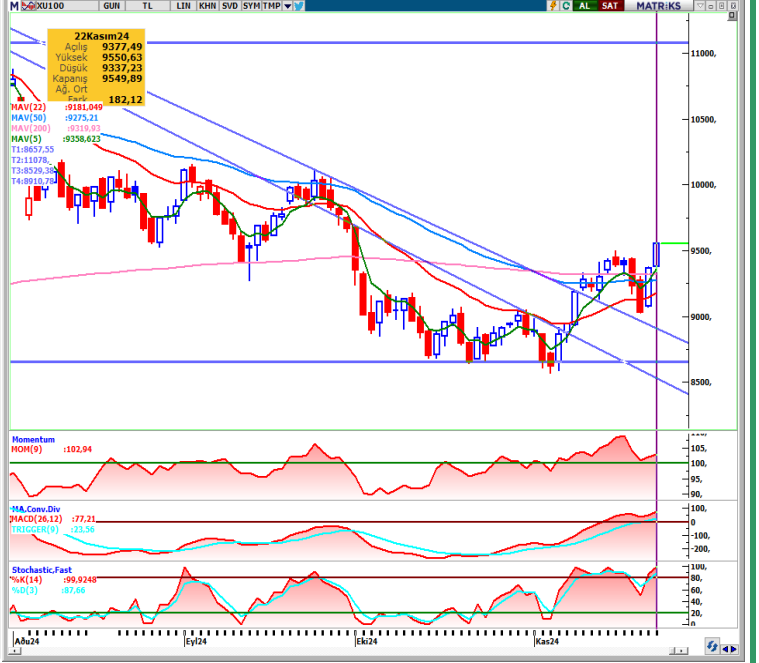 M XU100 GÜN TL LIN KHN SVD SYM TMP AL SAT MATRİKS
22Kasım24
Açılış 9377,49
Yüksek 9550,63
Düşük 9337,23
Kapanış 9549,89
Ağ. Ort
Fark 182,12
MAV(22) :9181,049
MAV(50) :9275,21
MAV(200) :9319,93
MAV(5) :9358,623
T1:8657,55
T2:11078,
T3:8529,38
T4:8910,78
11000,
10500,
10000,
9500,
9000,
8500,
Momentum
MOM(9) :102,94
110,
105,
100,
95,
90,
MA,Conv.Div
MACD(26,12) :77,21
TRIGGER(9) :23,56
100,
0
-100,
-200,
Stochastic,Fast
%K(14) :99,9248
%D(3) :87,66
100,
80,
60,
40,
20,
0
Aðu24 Eyl24 Eki24 Kas24